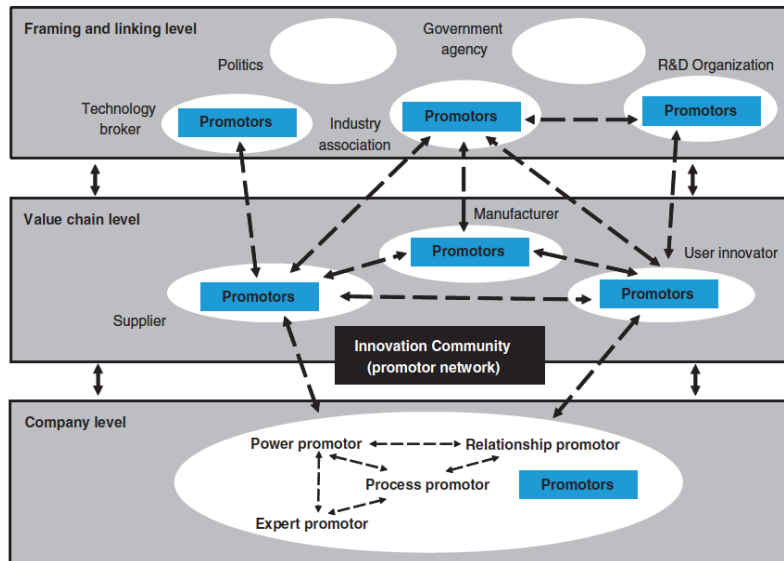 Framing and linking level
Government
agency
Politics
R&D Organization
Technology
broker
Promotors
Industry
association
Promotors
Promotors
Value chain level
Manufacturer
Promotors
User innovator
Promotors
Promotors
Supplier
Innovation Community
(promotor network)
Company level
Power promotor
Relationship promotor
Process promotor
Promotors
Expert promotor